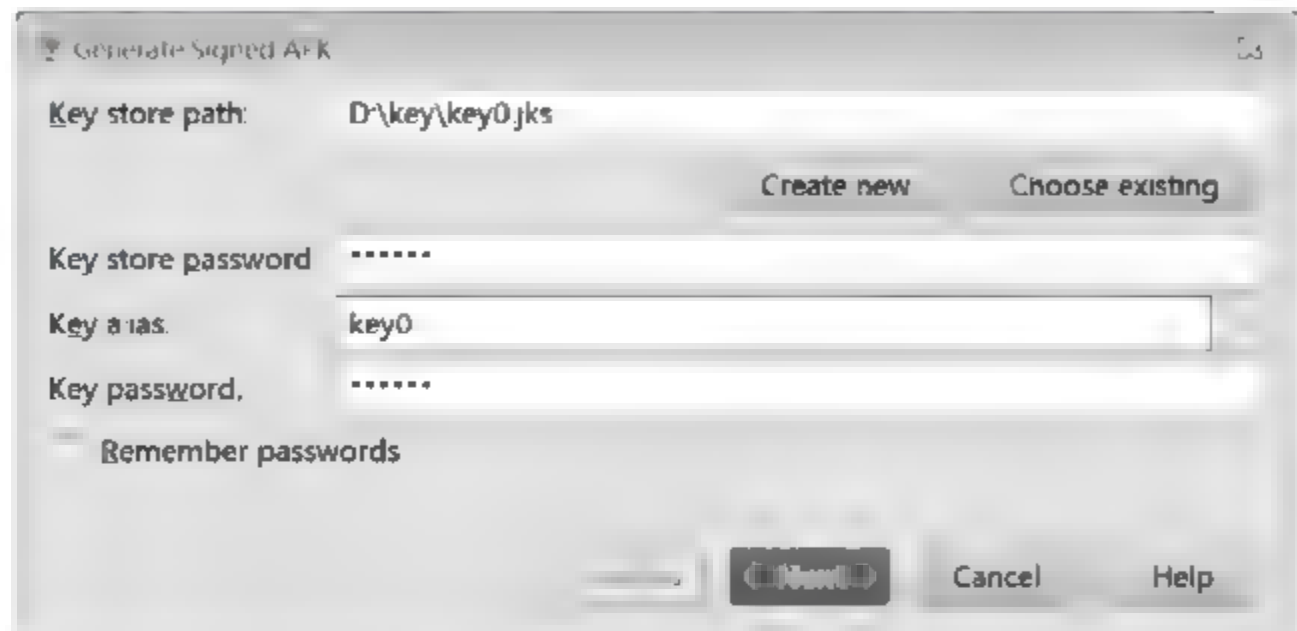 Generate Signed APK
Key store path: D:\key\key0.jks
Create new Choose existing
Key store password ••••••
Key alias: key0
Key password: ••••••
Remember passwords
Next Cancel Help